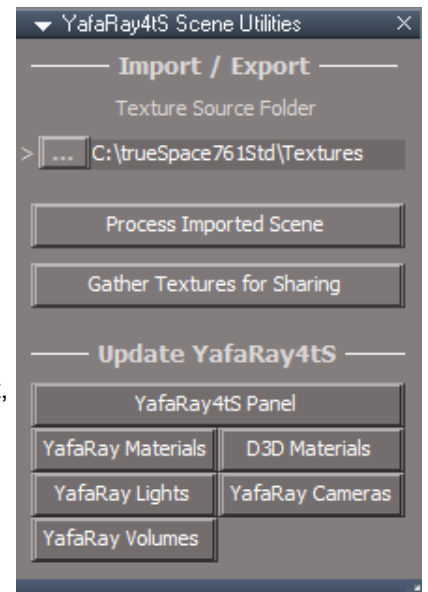 YafaRay4tS Scene Utilities
Import / Export
Texture Source Folder
> ... C:\trueSpace761Std\Textures
Process Imported Scene
Gather Textures for Sharing
Update YafaRay4tS
YafaRay4tS Panel
YafaRay Materials D3D Materials
YafaRay Lights YafaRay Cameras
YafaRay Volumes